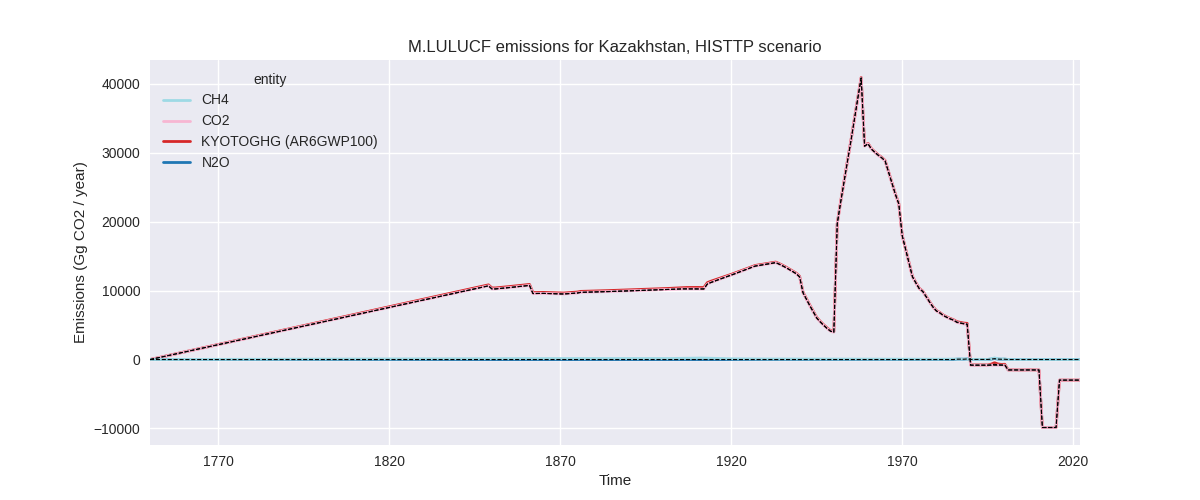 M.LULUCF emissions for Kazakhstan, HISTTP scenario
40000
30000
20000
10000
0
−10000
Emissions (Gg CO2 / year)
entity
CH4
CO2
KYOTOGHG (AR6GWP100)
N2O
1770
1820
1870
1920
1970
2020
Time